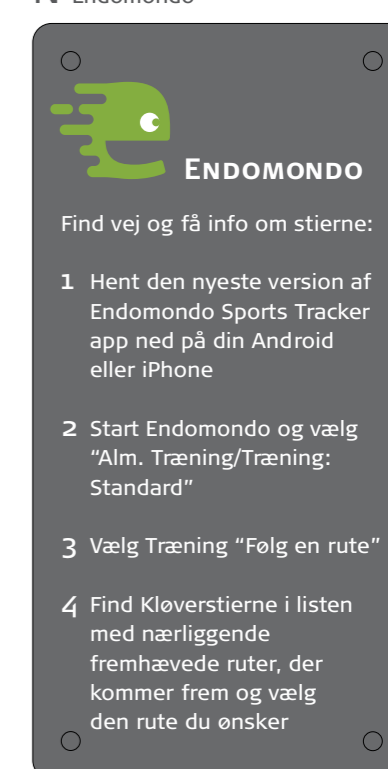 Endomondo
ENDOMONDO
Find vej og få info om stierne:
1 Hent den nyeste version af
Endomondo Sports Tracker
app ned på din Android
eller iPhone
2 Start Endomondo og vælg
“Alm. Træning/Træning:
Standard”
3 Vælg Træning “Følg en rute”
4 Find Kløverstierne i listen
med nærliggende
fremhævede ruter, der
kommer frem og vælg
den rute du ønsker